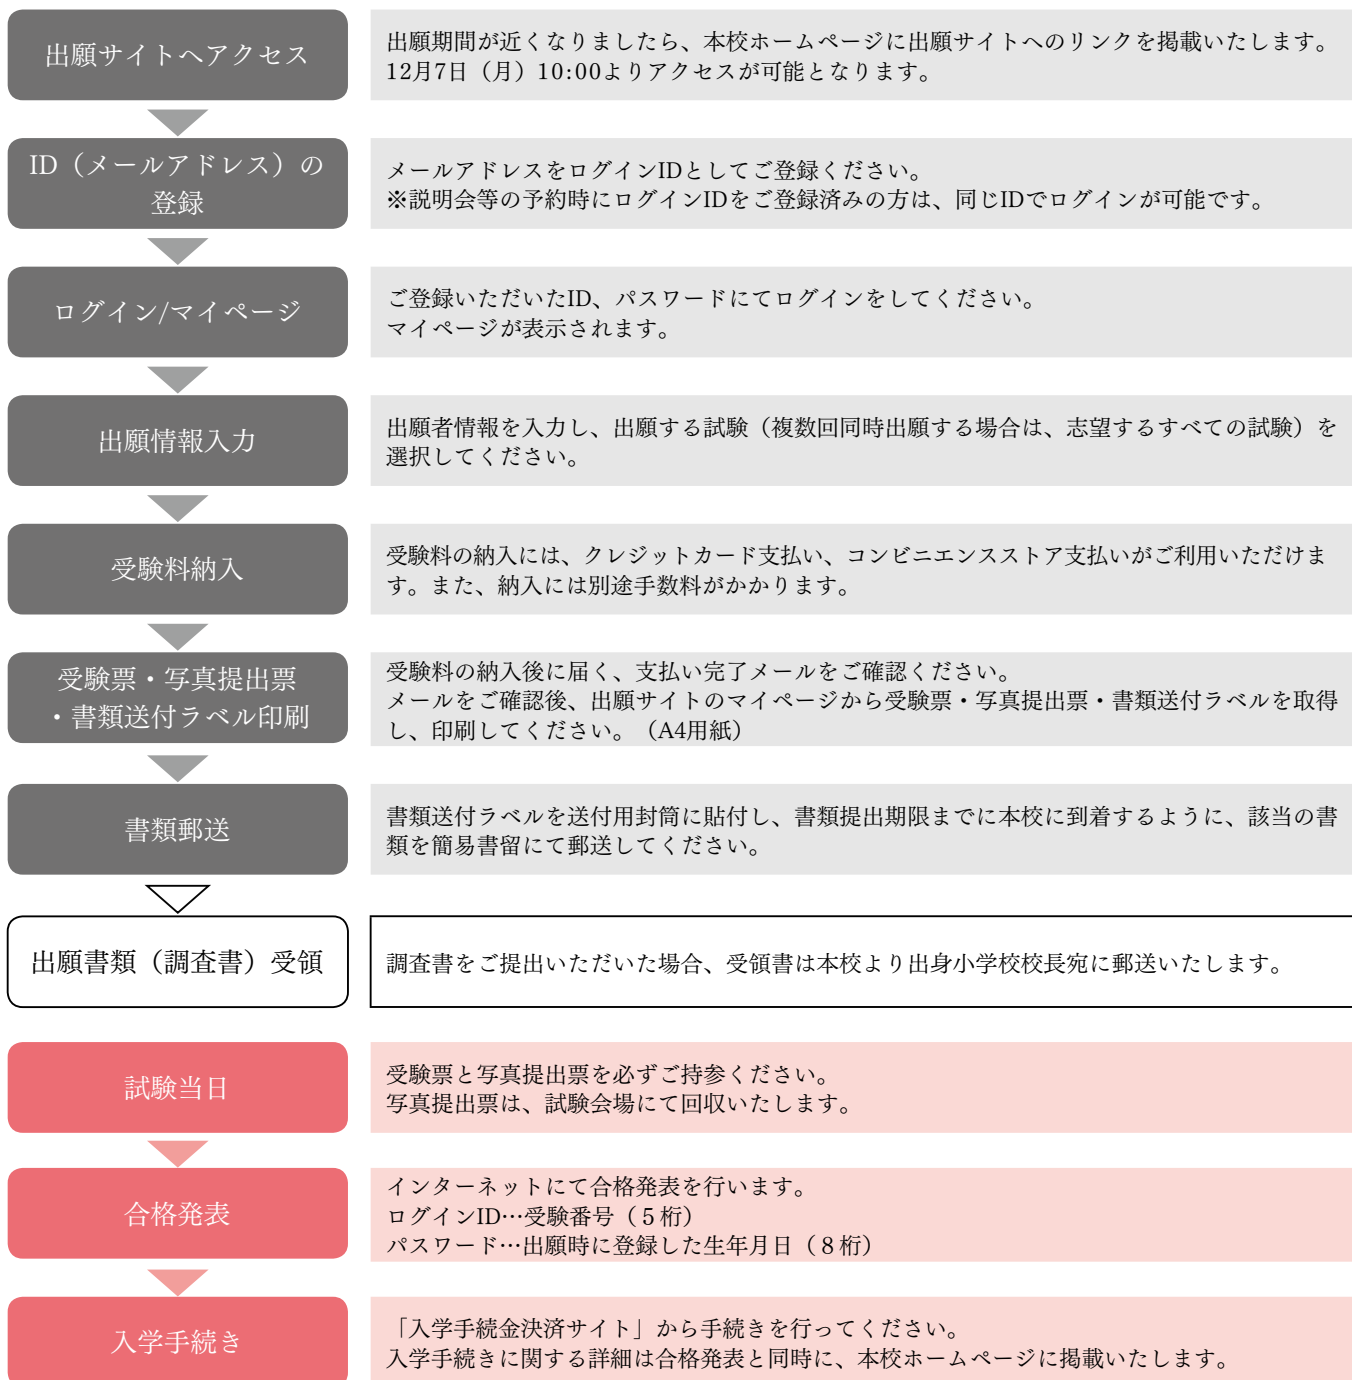 出願サイトへアクセス
出願期間が近くなりましたら、本校ホームページに出願サイトへのリンクを掲載いたします。
12月7日（月）10:00よりアクセスが可能となります。
ID（メールアドレス）の
登録
メールアドレスをログインIDとしてご登録ください。
※説明会等の予約時にログインIDをご登録済みの方は、同じIDでログインが可能です。
ログイン/マイページ
ご登録いただいたID、パスワードにてログインをしてください。
マイページが表示されます。
出願情報入力
出願者情報を入力し、出願する試験（複数回同時出願する場合は、志望するすべての試験）を
選択してください。
受験料納入
受験料の納入には、クレジットカード支払い、コンビニエンスストア支払いがご利用いただけま
す。また、納入には別途手数料がかかります。
受験票・写真提出票
・書類送付ラベル印刷
受験料の納入後に届く、支払い完了メールをご確認ください。
メールをご確認後、出願サイトのマイページから受験票・写真提出票・書類送付ラベルを取得
し、印刷してください。（A4用紙）
書類郵送
書類送付ラベルを送付用封筒に貼付し、書類提出期限までに本校に到着するように、該当の書
類を簡易書留にて郵送してください。
出願書類（調査書）受領
調査書をご提出いただいた場合、受領書は本校より出身小学校校長宛に郵送いたします。
試験当日
受験票と写真提出票を必ずご持参ください。
写真提出票は、試験会場にて回収いたします。
合格発表
インターネットにて合格発表を行います。
ログインID…受験番号（５桁）
パスワード…出願時に登録した生年月日（８桁）
入学手続き
「入学手続金決済サイト」から手続きを行ってください。
入学手続きに関する詳細は合格発表と同時に、本校ホームページに掲載いたします。